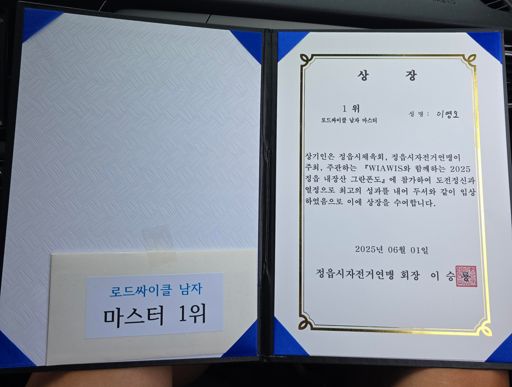 로드싸이클 남자
마스터 1위
상 장
1 위
로드싸이클 남자 마스터
성 명 :
상기인은 정읍시체육회, 정읍시자전거연맹이
주최, 주관하는 『WIAWIS와 함께하는 2025
정읍 내장산 그란폰도』에 참가하여 도전정신과
열정으로 최고의 성과를 내어 두서와 같이 입상
하였음으로 이에 상장을 수여합니다.
2025년 06월 01일
정읍시자전거연맹 회장 이 승 룡